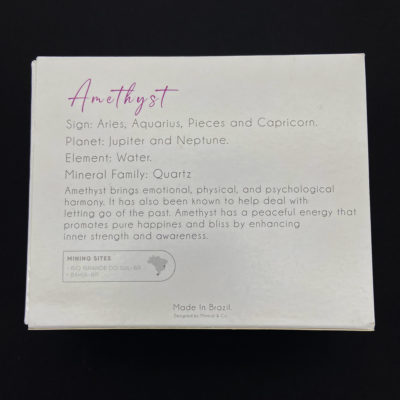 Amethyst
Sign: Aries, Aquarius, Pieces and Capricorn.
Planet: Jupiter and Neptune.
Element: Water.
Mineral Family: Quartz
Amethyst brings emotional, physical, and psychological
harmony. It has also been known to help deal with
letting go of the past. Amethyst has a peaceful energy that
promotes pure happines and bliss by enhancing
inner strength and awareness.
MINING SITES
- RIO GRANDE DO SUL-BR
- BAHIA-BR
Made In Brazil.
Designed by & Co.